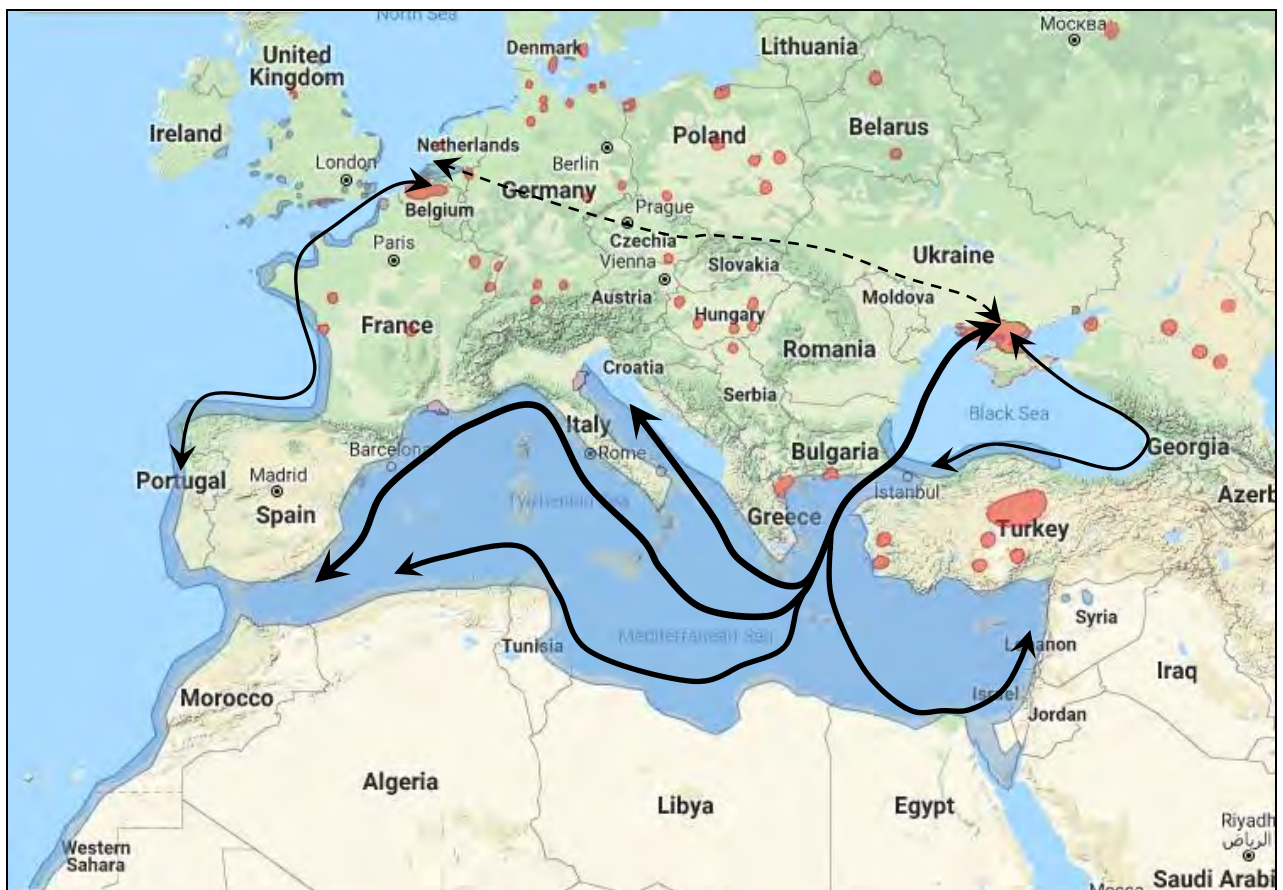 North Sea
Москва
United
Kingdom
Denmark
Lithuania
Ireland
Netherlands
Poland
Belarus
London
Berlin
Germany
Belgium
Prague
Paris
Czechia
Ukraine
Vienna
Slovakia
Moldova
Austria
Hungary
France
Romania
Croatia
Serbia
Black Sea
Italy
Georgia
Barcelona
Rome
Bulgaria
Portugal
Madrid
İstanbul
Azerb
Tyrrhenian Sea
Spain
Greece
Turkey
Syria
Mediterranean Sea
Tunisia
Lebanon
Iraq
Morocco
Israel
Jordan
Algeria
Libya
Egypt
Riyadh
الرياض
Western
Sahara
Saudi Arabi